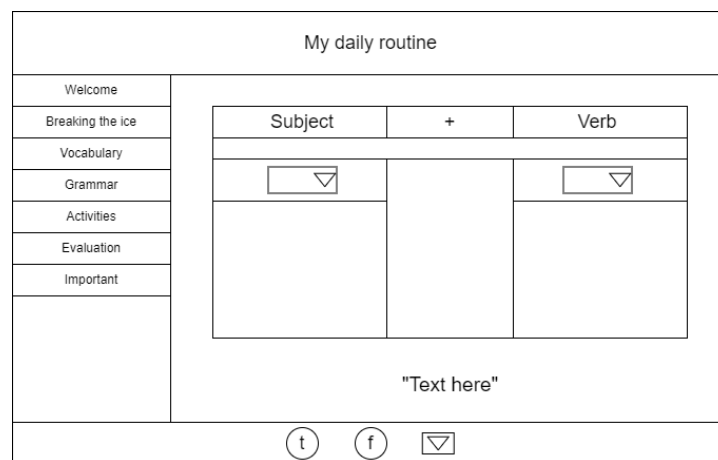 My daily routine
Welcome
Breaking the ice
Vocabulary
Grammar
Activities
Evaluation
Important
Subject + Verb
"Text here"
t f